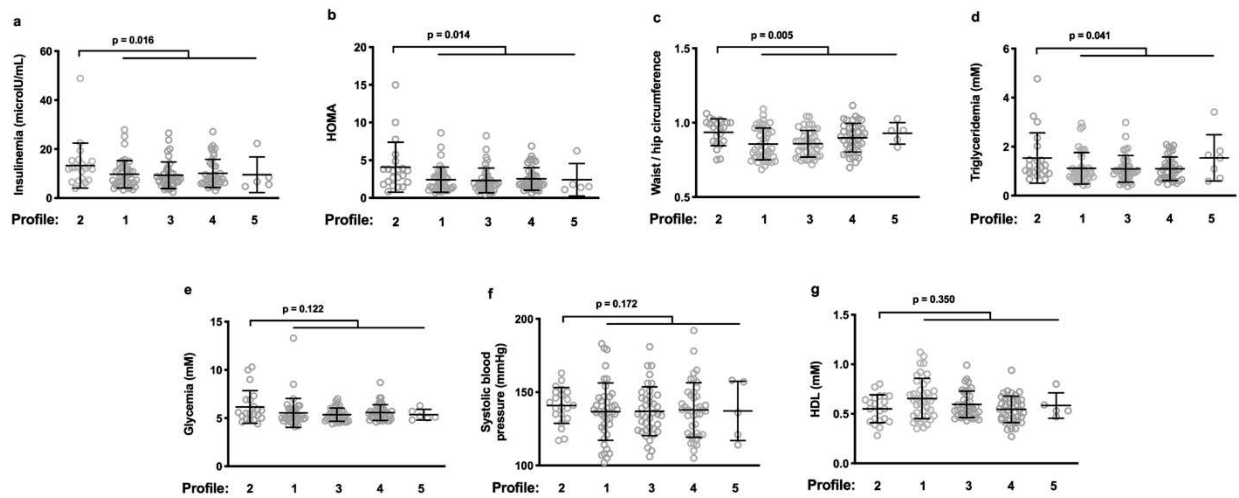 a
p = 0.016
Insulinemia (microIU/mL)
60
40
20
0
Profile: 2 1 3 4 5
b
p = 0.014
HOMA
20
15
10
5
0
2 1 3 4 5
c
p = 0.005
Waist / hip circumference
1.5
1.0
0.5
Profile: 2 1 3 4 5
d
p = 0.041
Triglyceridemia (mM)
6
4
2
0
Profile: 2 1 3 4 5
e
p = 0.122
Glycemia (mM)
15
10
5
0
Profile: 2 1 3 4 5
f
p = 0.172
Systolic blood
pressure (mmHg)
200
150
100
Profile: 2 1 3 4 5
g
p = 0.350
HDL (mM)
1.5
1.0
0.5
0.0
Profile: 2 1 3 4 5